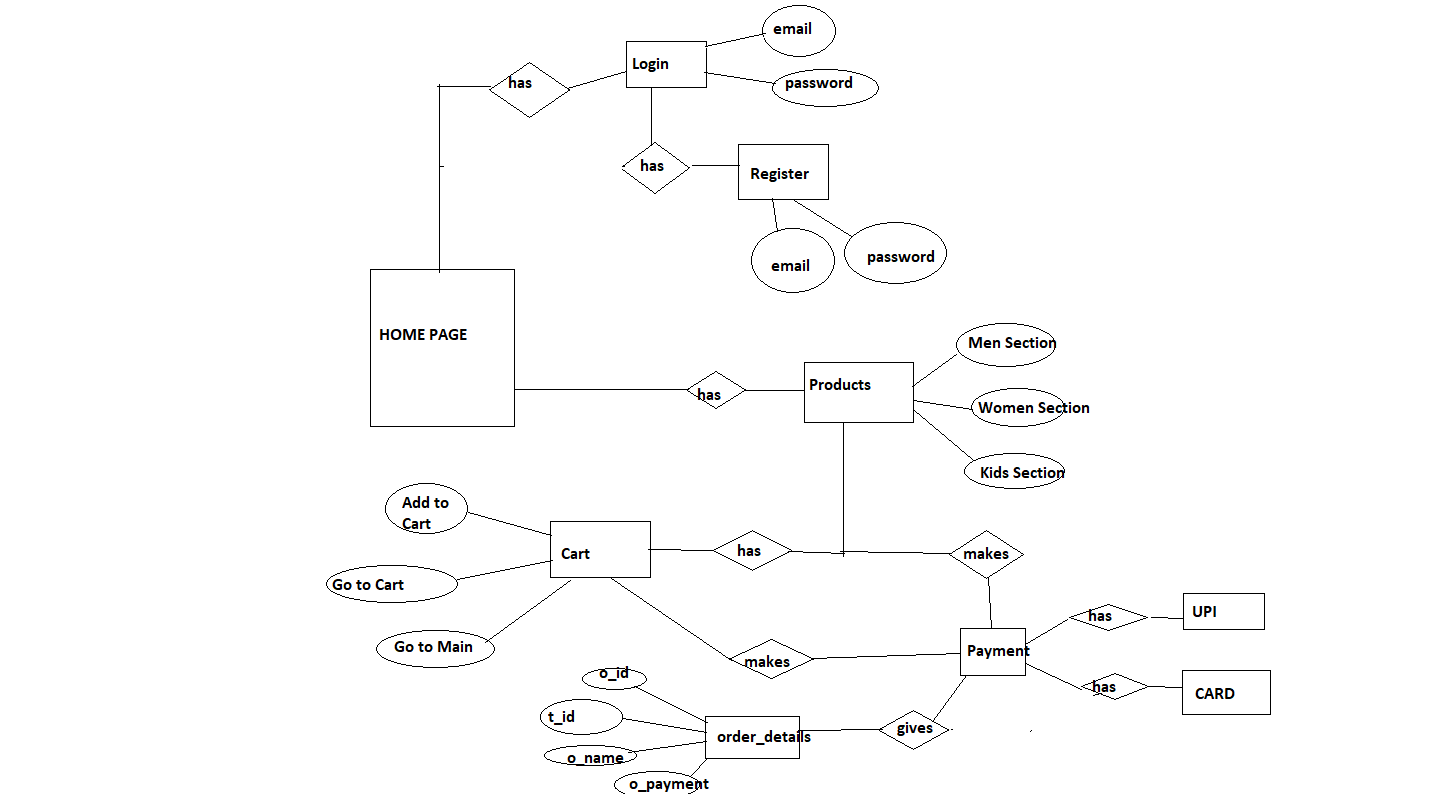 email
Login
has
password
has
Register
email
password
HOME PAGE
Men Section
Products
has
Women Section
Kids Section
Add to
Cart
Cart
has
makes
Go to Cart
Go to Main
has
UPI
Payment
makes
o_id
has
CARD
t_id
order_details
gives
o_name
o_payment